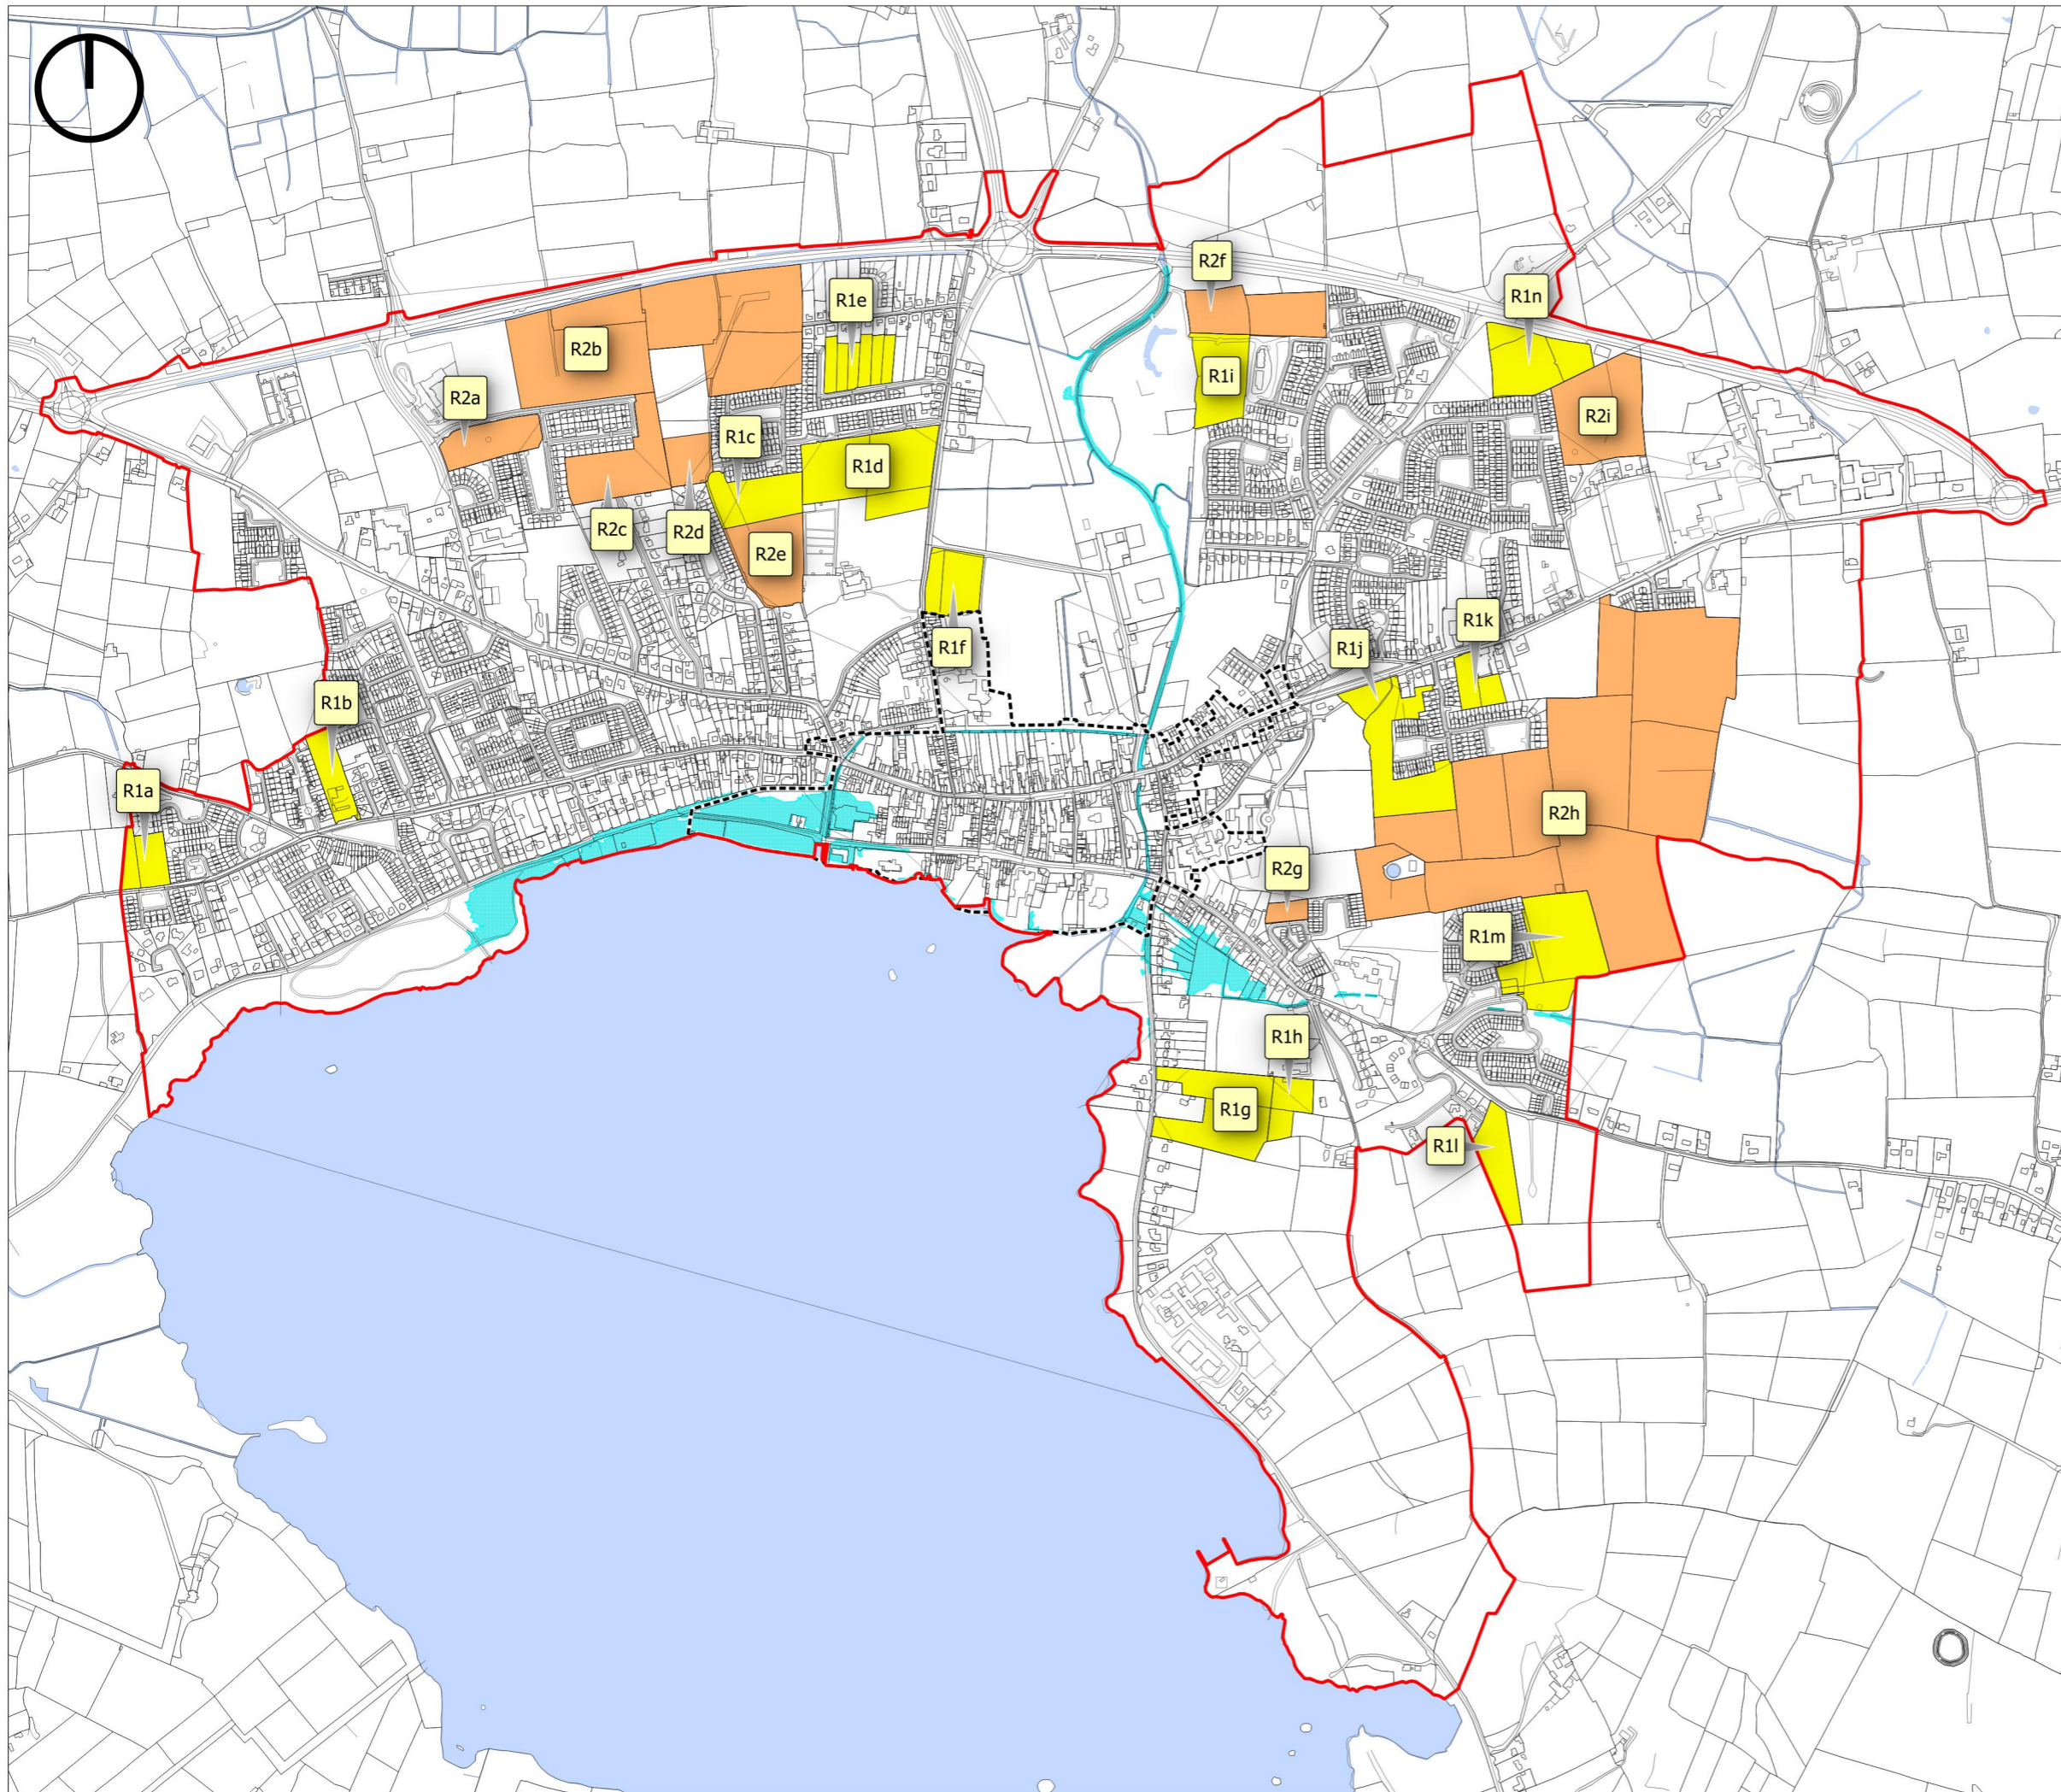 R2f
R1n
R1e
R2b
R1i
R2a
R2i
R1c
R1d
R2c
R2d
R2e
R1k
R1f
R1j
R1b
R1a
R2h
R2g
R1m
R1h
R1g
R1l